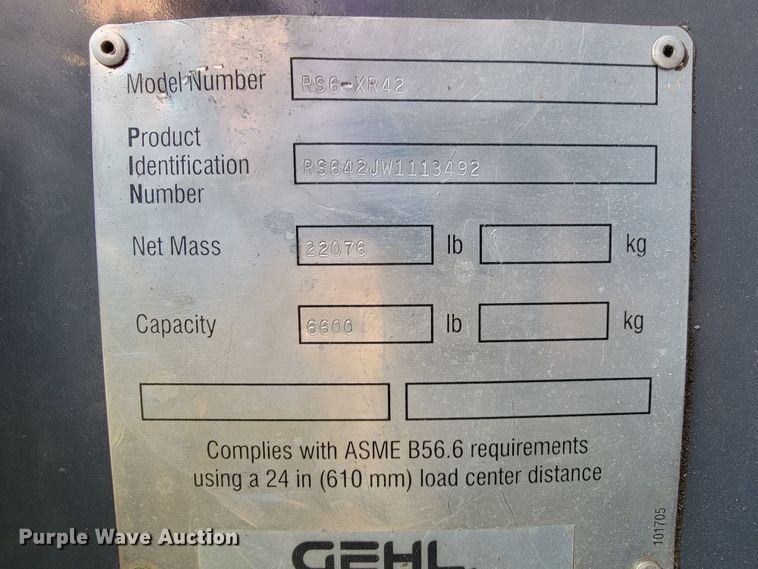 Model Number RS6-XR42
Product
Identification
Number
RS642JW1113492
Net Mass 22076 lb kg
Capacity 6600 lb kg
Complies with ASME B56.6 requirements
using a 24 in (610 mm) load center distance
101705
GEHL
Purple Wave Auction